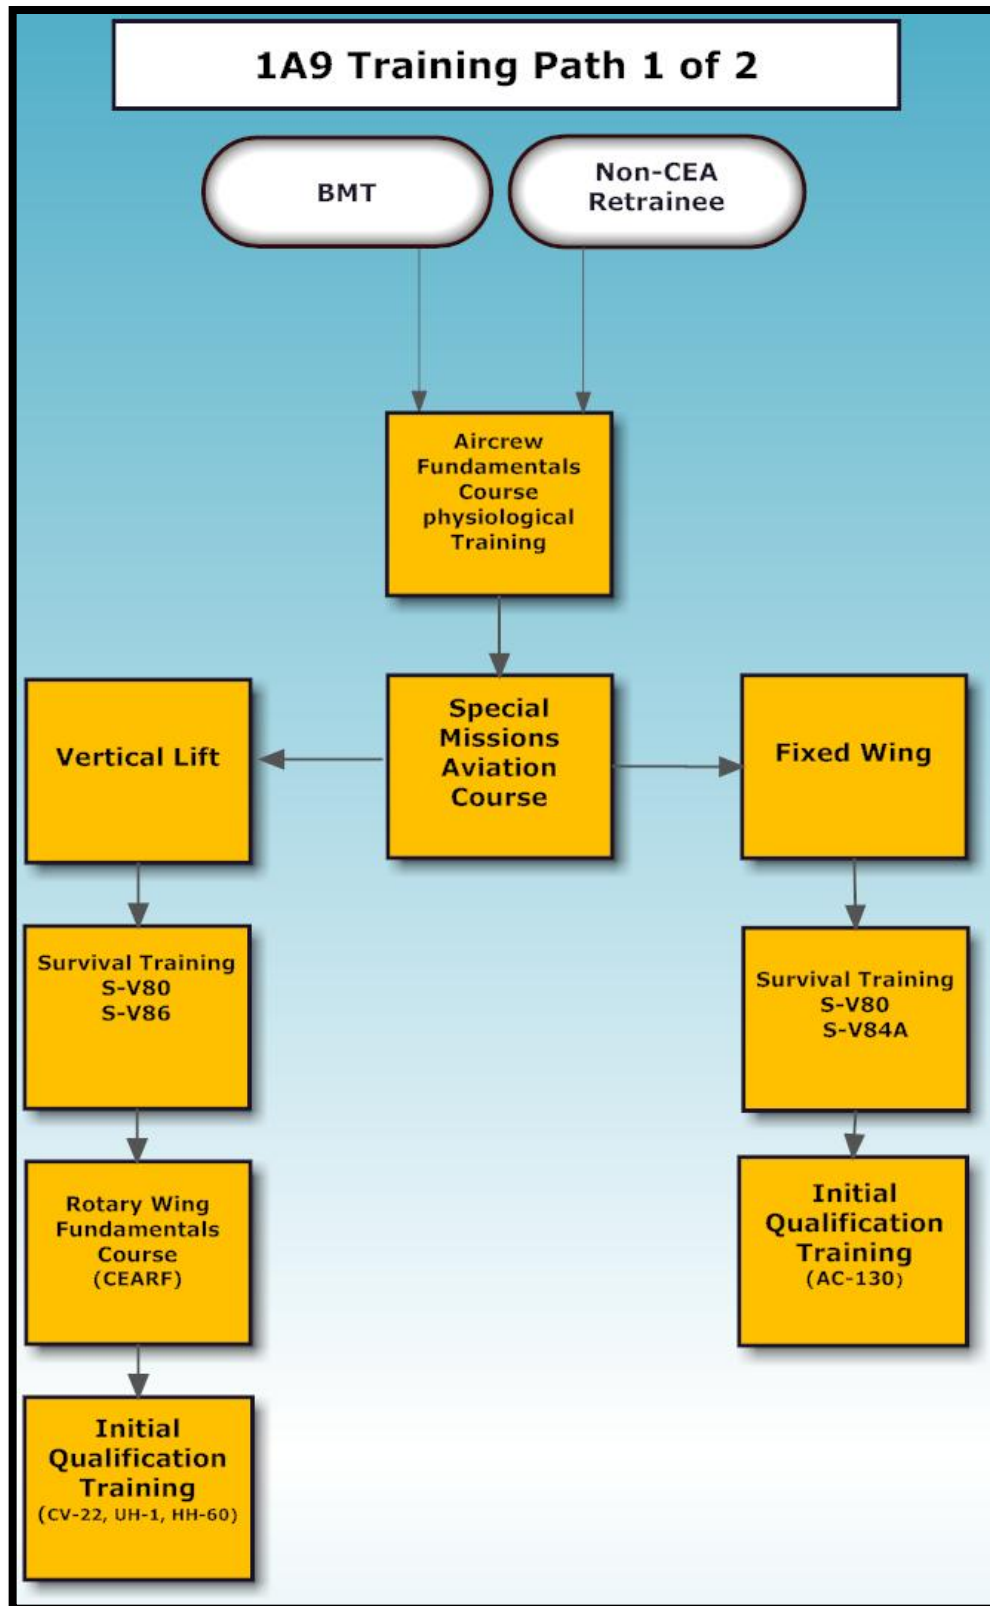 1A9 Training Path 1 of 2
BMT
Non-CEA
Retrainee
Aircrew
Fundamentals
Course
physiological
Training
Vertical Lift
Special
Missions
Aviation
Course
Fixed Wing
Survival Training
S-V80
S-V86
Survival Training
S-V80
S-V84A
Rotary Wing
Fundamentals
Course
(CEARF)
Initial
Qualification
Training
(AC-130)
Initial
Qualification
Training
(CV-22, UH-1, HH-60)